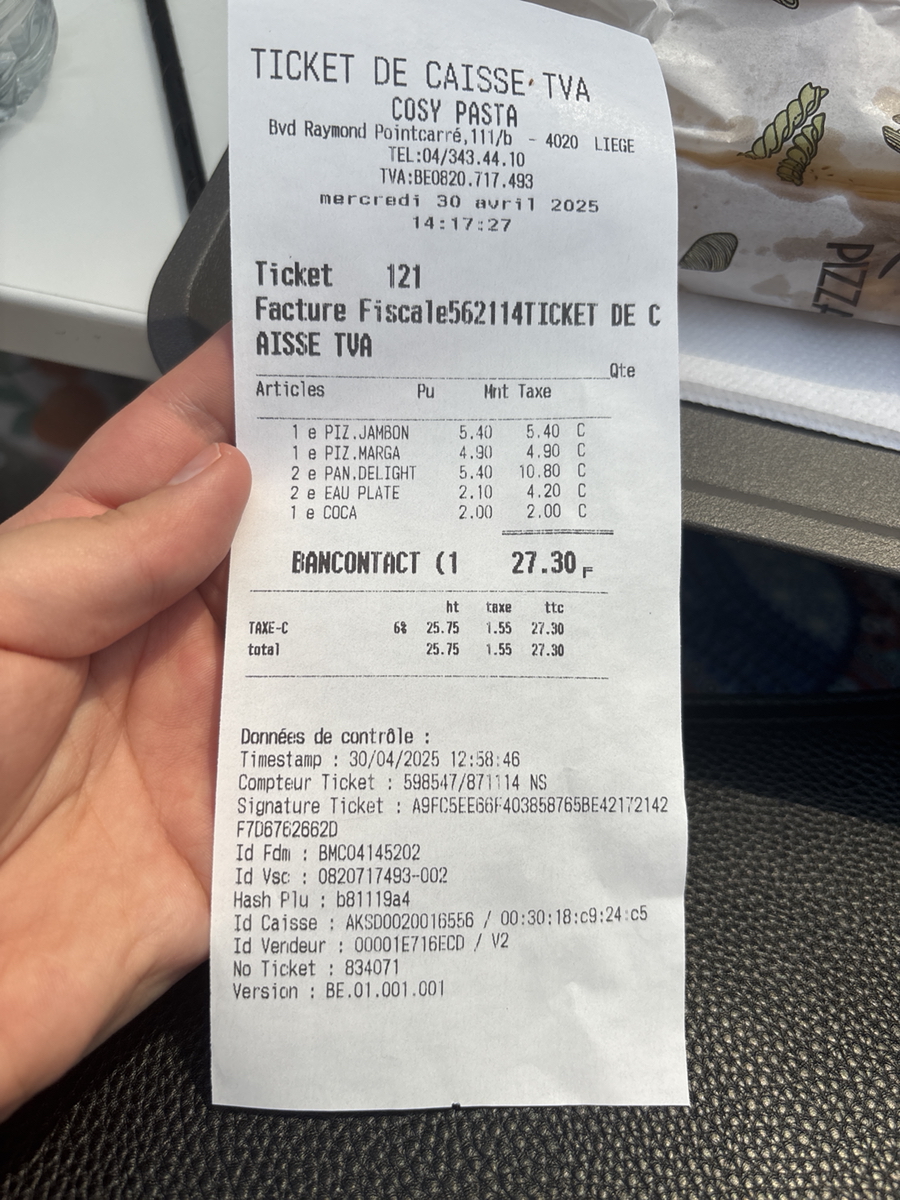 TICKET DE CAISSE TVA
COSY PASTA
Bvd Raymond Pointcarré,111/b - 4020 LIEGE
TEL:04/343.44.10
TVA:BE0820.717.493
mercredi 30 avril 2025
14:17:27
Ticket 121
Facture Fiscale562114TICKET DE C
AISSE TVA
Qte
Articles Pu Mnt Taxe
1 e PIZ.JAMBON 5.40 5.40 C
1 e PIZ.MARGA 4.90 4.90 C
2 e PAN.DELIGHT 5.40 10.80 C
2 e EAU PLATE 2.10 4.20 C
1 e COCA 2.00 2.00 C
BANCONTACT (1 27.30 F
ht taxe ttc
TAXE-C 6% 25.75 1.55 27.30
total 25.75 1.55 27.30
Données de contrôle :
Timestamp : 30/04/2025 12:58:46
Compteur Ticket : 598547/871114 NS
Signature Ticket : A9FC5EE66F403858765BE42172142
F7D6762662D
Id Fdm : BMC04145202
Id Vsc : 0820717493-002
Hash Plu : b81119a4
Id Caisse : AKSD0020016556 / 00:30:18:c9:24:c5
Id Vendeur : 00001E716ECD / V2
No Ticket : 834071
Version : BE.01.001.001
PIZZA